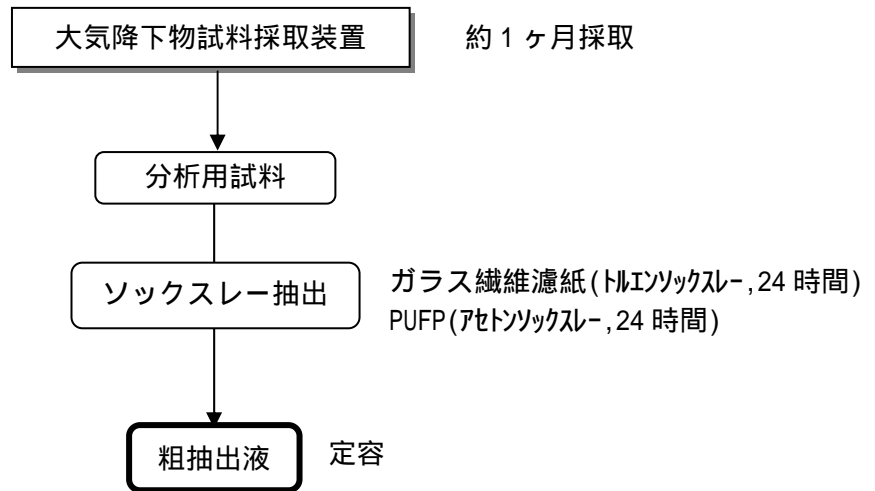 大気降下物試料採取装置
約1ヶ月採取
分析用試料
ソックスレー抽出
ガラス繊維濾紙(ﾄﾙｴﾝｿｯｸｽﾚｰ,24時間)
PUFP(ｱｾﾄﾝｿｯｸｽﾚｰ,24時間)
粗抽出液
定容